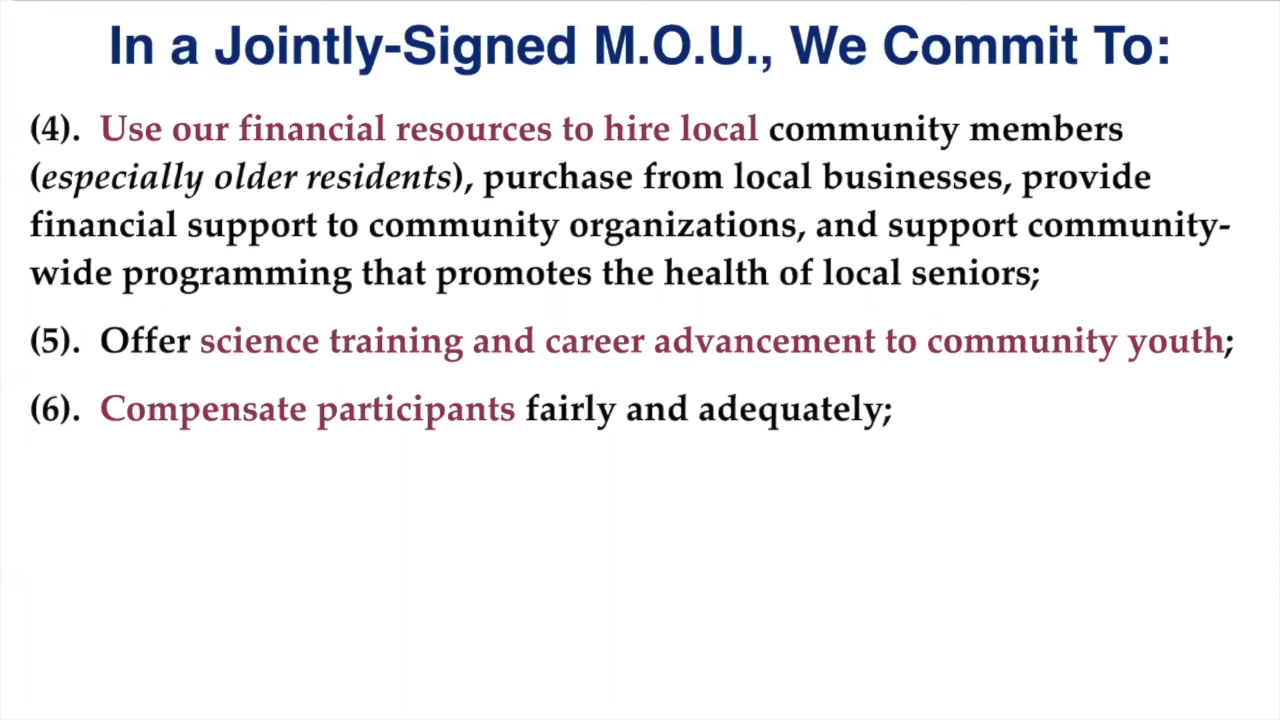 In a Jointly-Signed M.O.U., We Commit To:
(4). Use our financial resources to hire local community members
(especially older residents), purchase from local businesses, provide
financial support to community organizations, and support community-
wide programming that promotes the health of local seniors;
(5). Offer science training and career advancement to community youth;
(6). Compensate participants fairly and adequately;